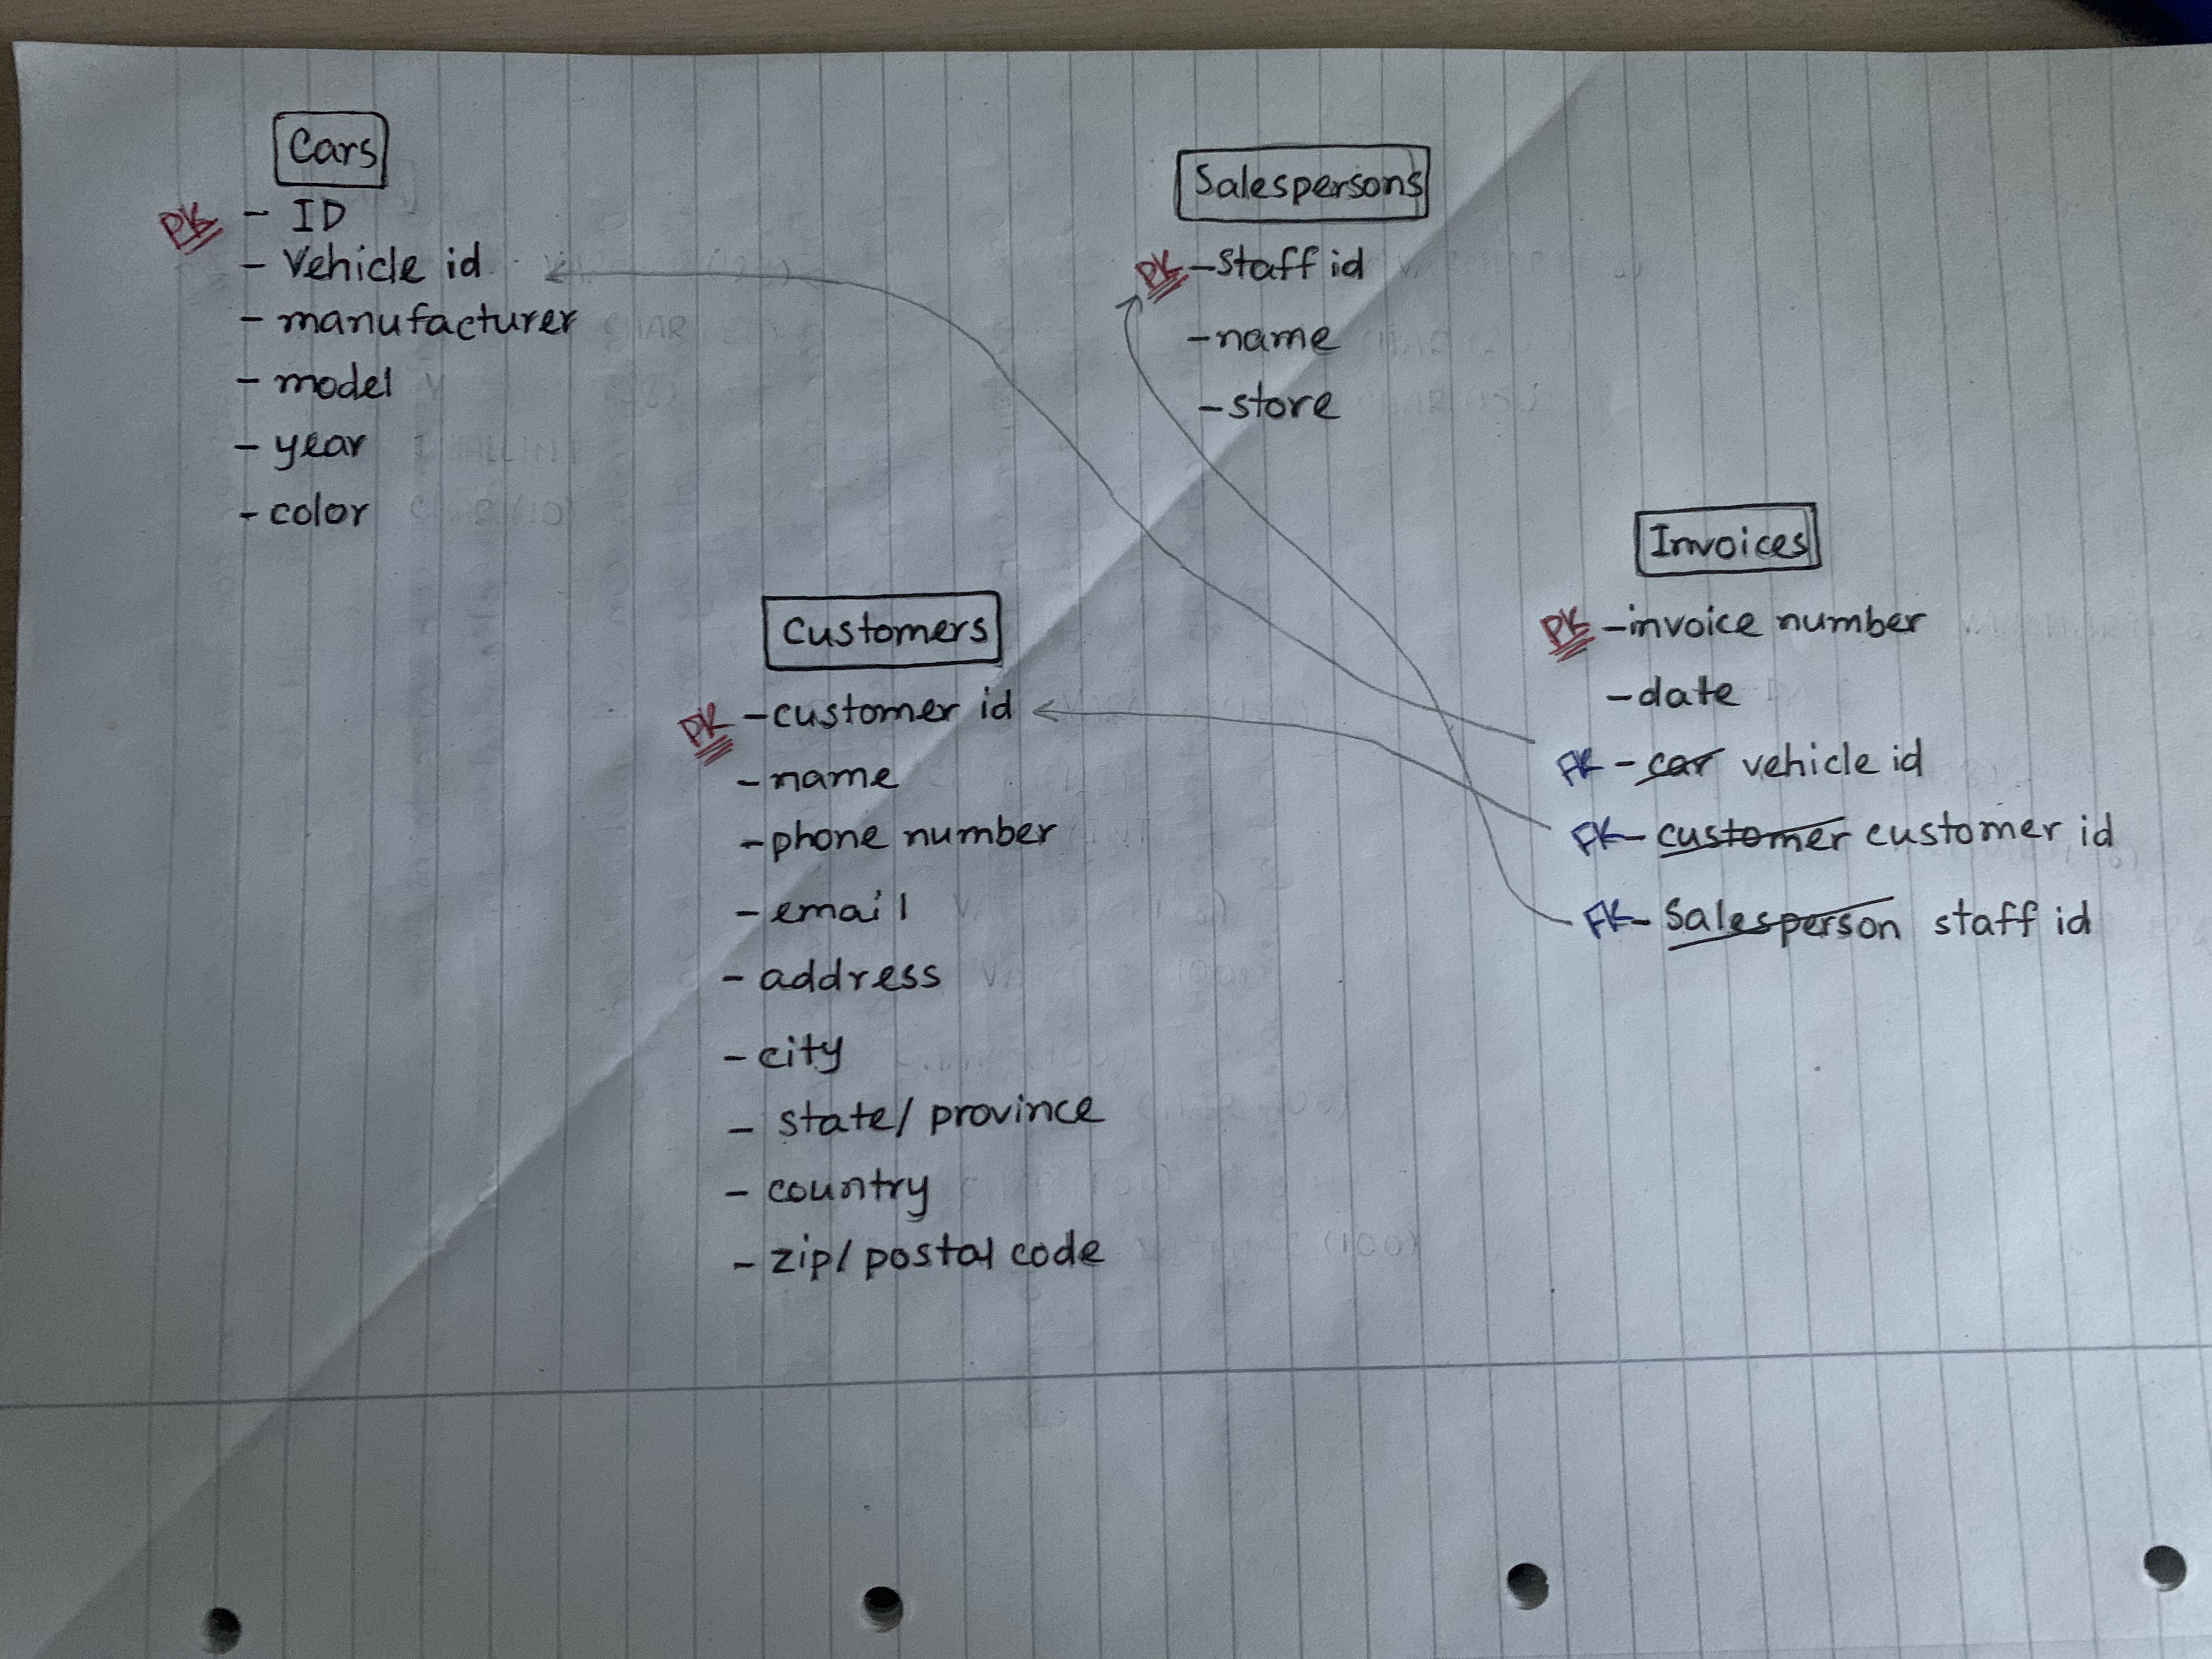 Cars
PK - ID
- Vehicle id
- manufacturer
- model
- year
- color
Salespersons
PK - staff id
- name
- store
Customers
PK - customer id
- name
- phone number
- email
- address
- city
- state/ province
- country
- zip/ postal code
Invoices
PK - invoice number
- date
FK - car vehicle id
FK - customer customer id
FK - Salesperson staff id